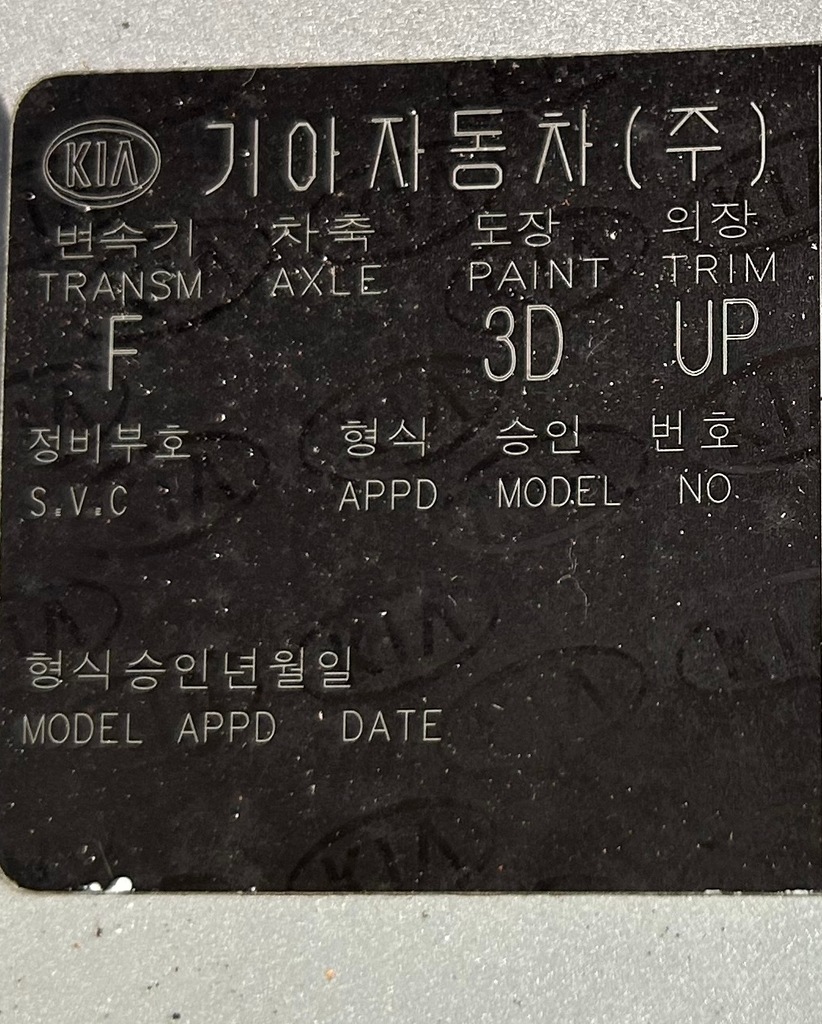 KIA 기아자동차(주)
변속기 차축 도장 의장
TRANSM AXLE PAINT TRIM
F 3D UP
정비부호 형식 승인 번호
S.V.C APPD MODEL NO.
형식승인년월일
MODEL APPD DATE